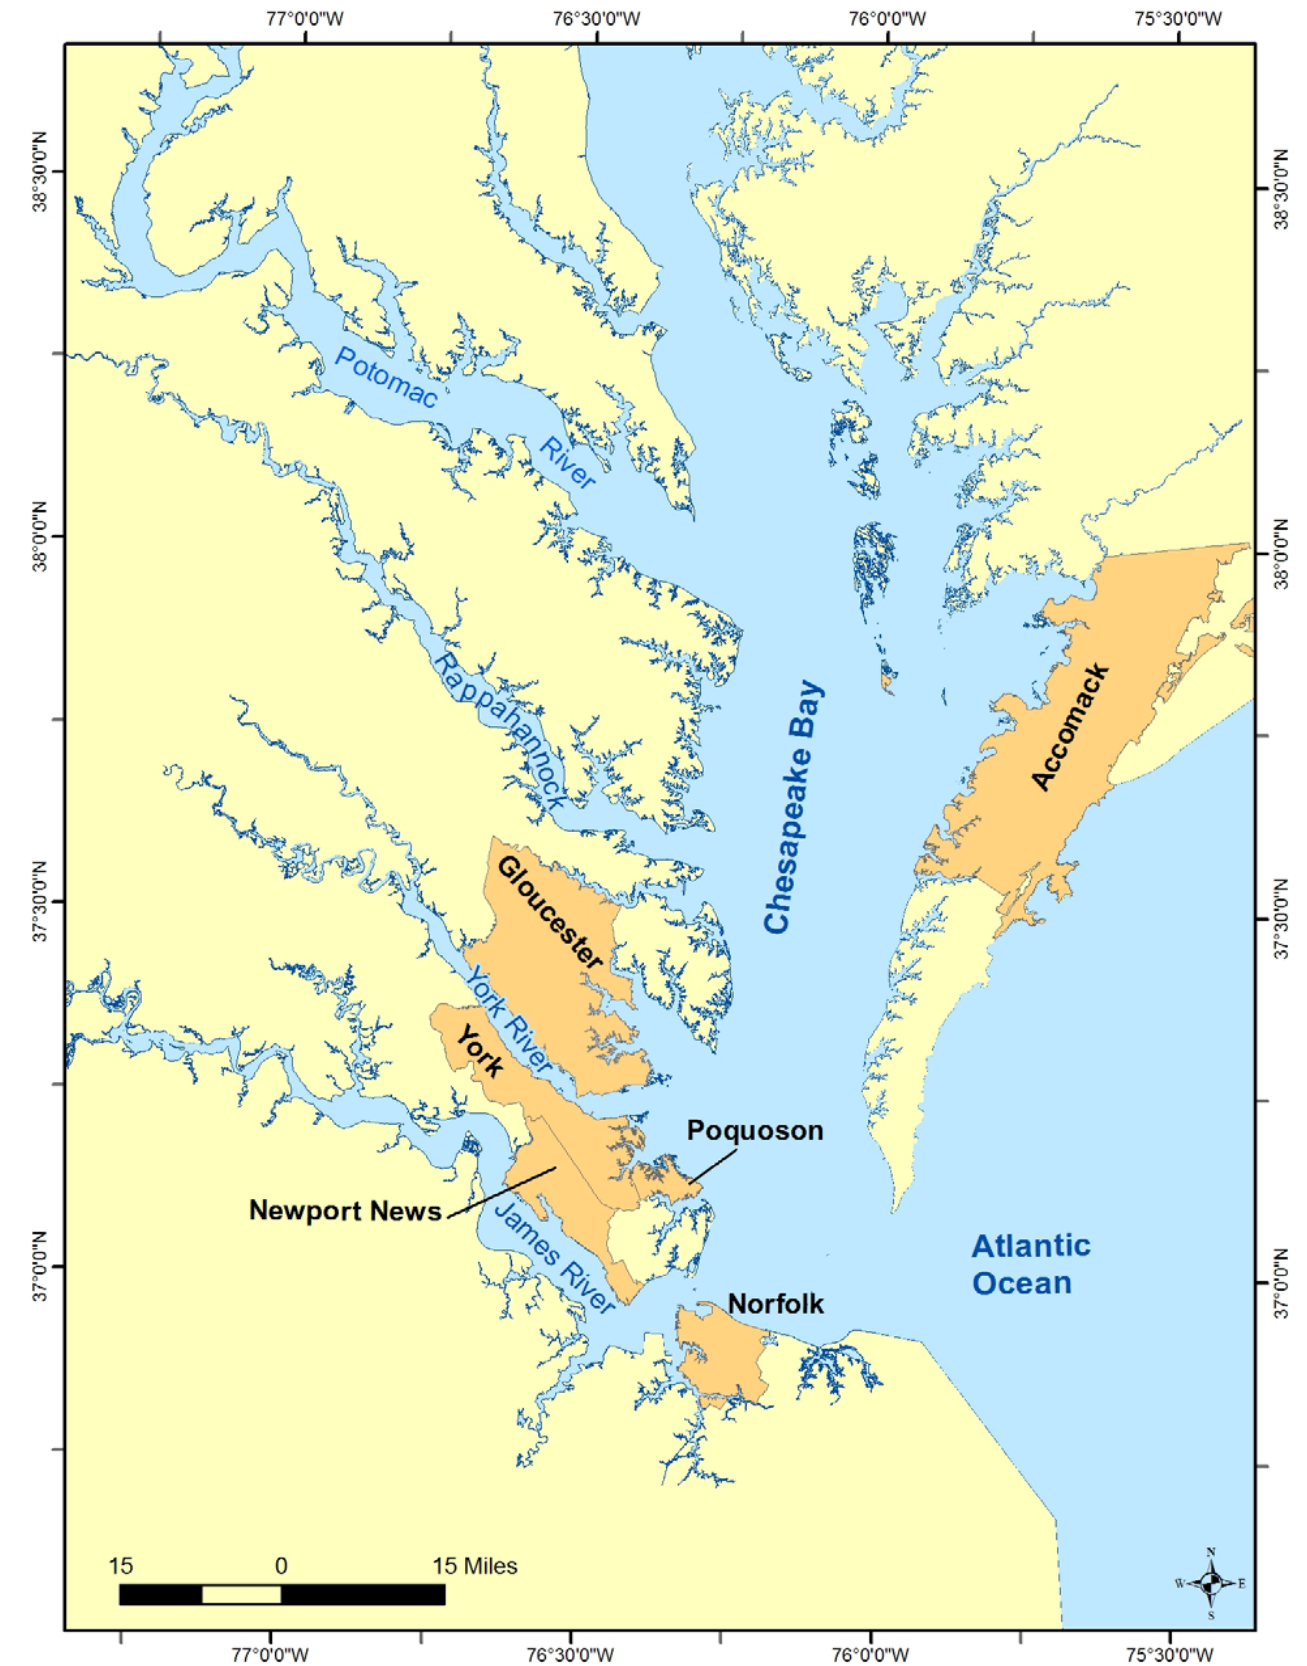 77°0'0"W 76°30'0"W 76°0'0"W 75°30'0"W
38°30'0"N
38°30'0"N
Potomac
River
38°0'0"N
38°0'0"N
Rappahannock
Accomack
Chesapeake Bay
Gloucester
37°30'0"N
37°30'0"N
York River
York
Poquoson
Newport News
James River
Atlantic
Ocean
37°0'0"N
37°0'0"N
Norfolk
15 0 15 Miles
N
W E
S
77°0'0"W 76°30'0"W 76°0'0"W 75°30'0"W